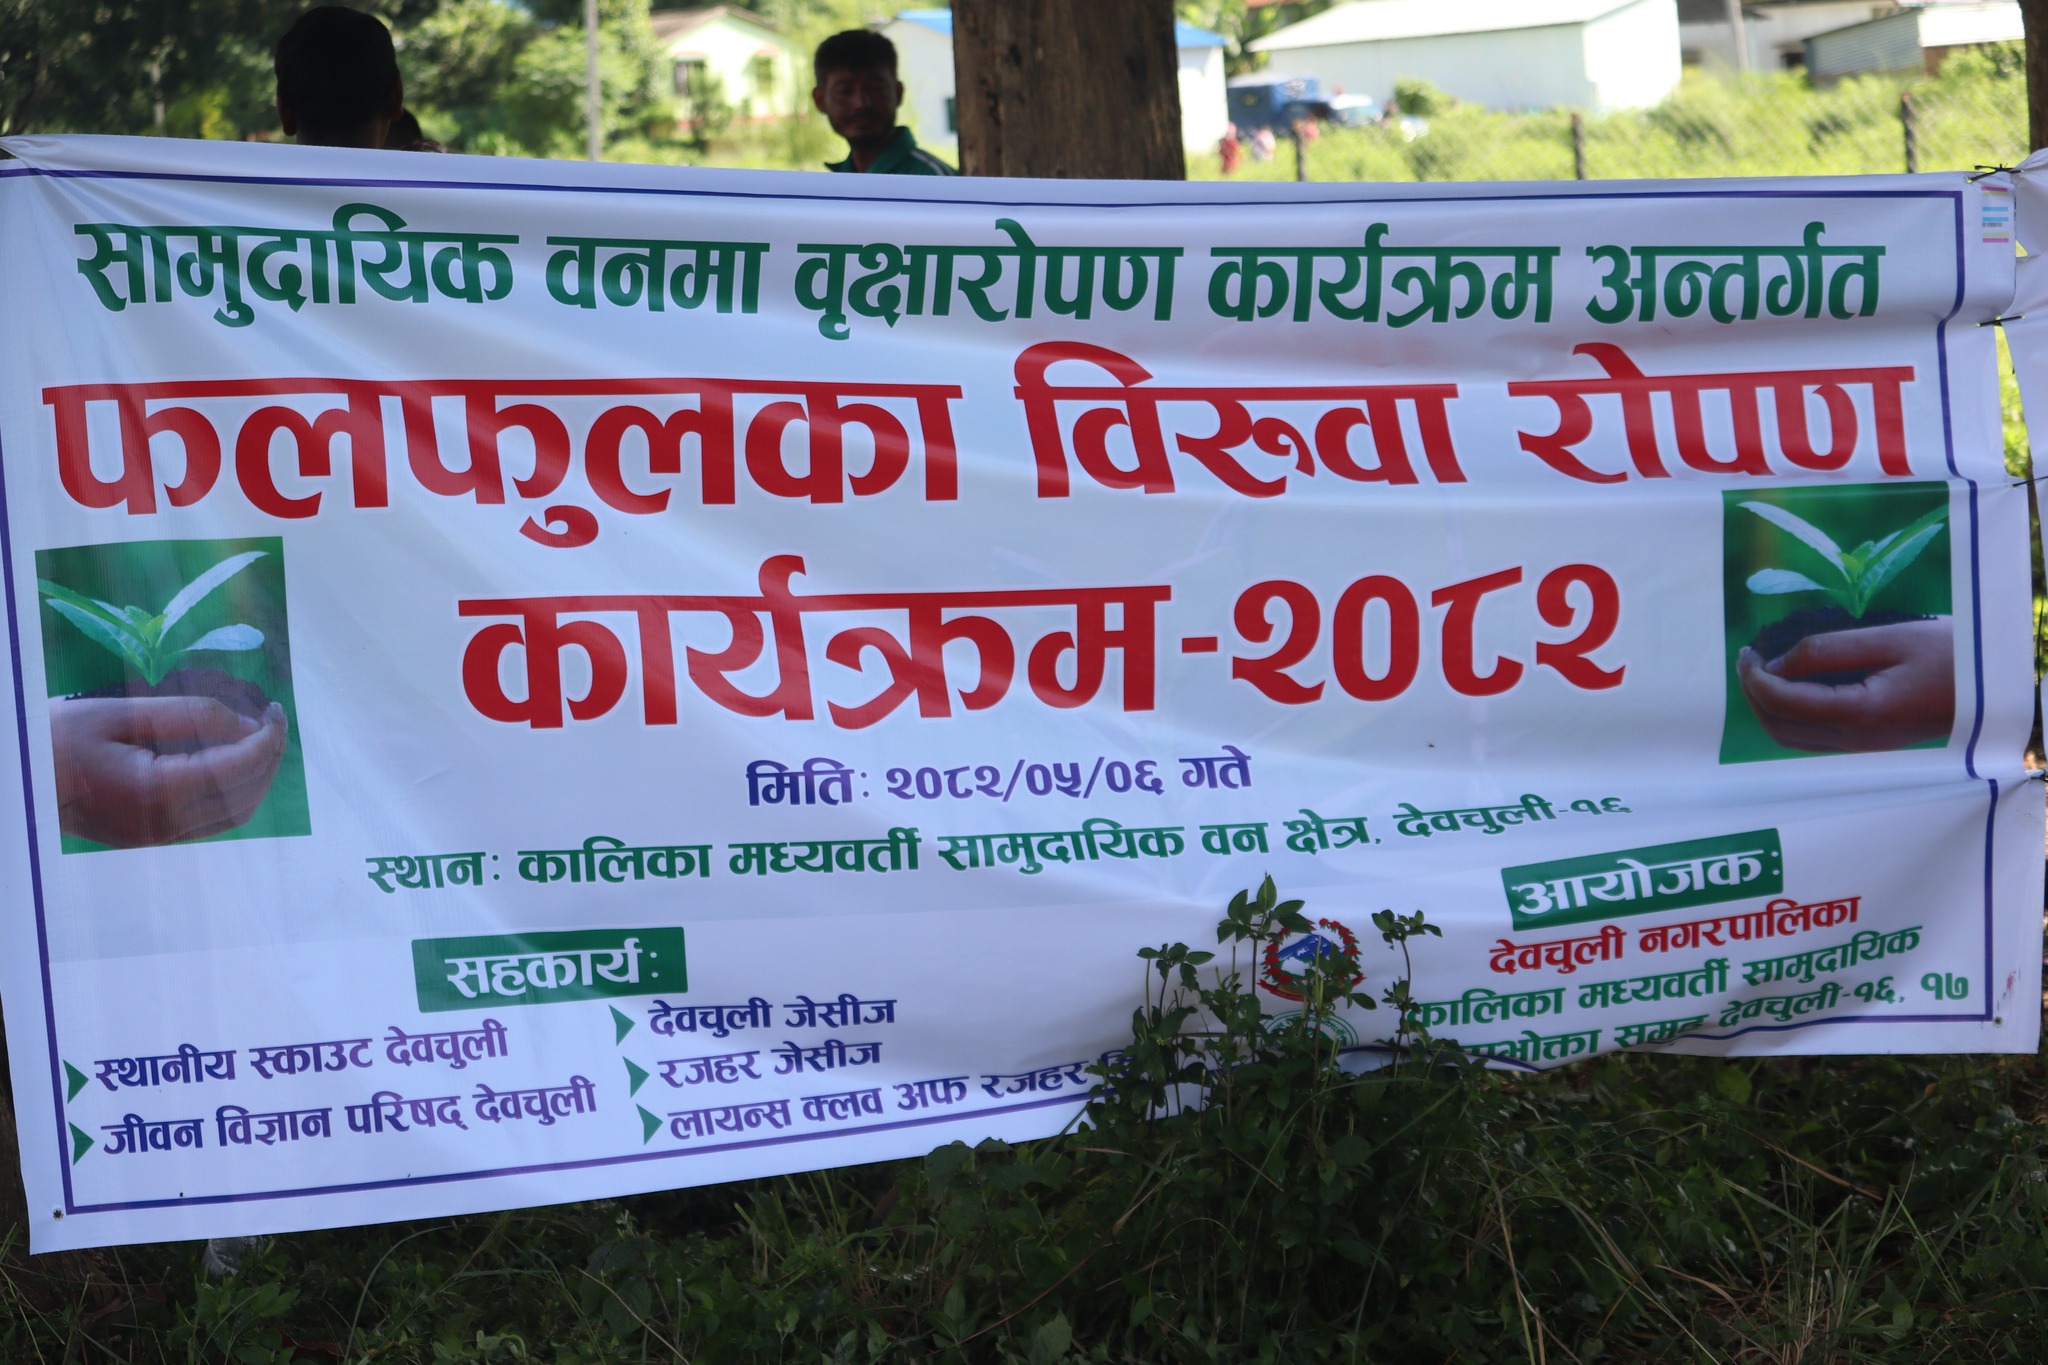 सामुदायिक वनमा वृक्षारोपण कार्यक्रम अन्तर्गत
फलफुलका विरुवा रोपण
कार्यक्रम-२०८२
मिति: २०८२/०५/०६ गते
स्थान: कालिका मध्यवर्ती सामुदायिक वन क्षेत्र, देवचुली-१६
सहकार्य:
स्थानीय स्काउट देवचुली
जीवन विज्ञान परिषद् देवचुली
देवचुली जेसीज
रजहर जेसीज
लायन्स क्लव अफ रजहर
आयोजक:
देवचुली नगरपालिका
कालिका मध्यवर्ती सामुदायिक
देवचुली-१६, १७